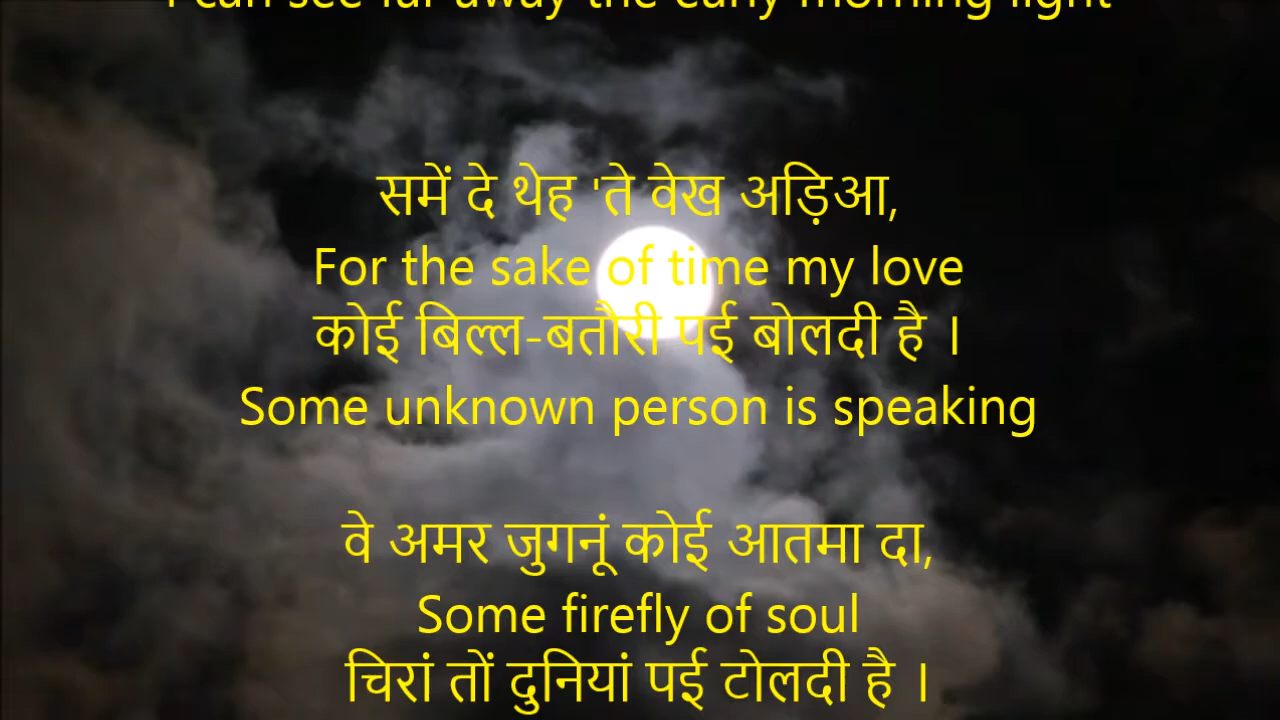 I can see far away the early morning light
समें दे थेह 'ते वेख अड़िआ,
For the sake of time my love
कोई बिल्ल-बतौरी पई बोलदी है ।
Some unknown person is speaking
वे अमर जुगनूं कोई आतमा दा,
Some firefly of soul
चिरां तों दुनियां पई टोलदी है ।